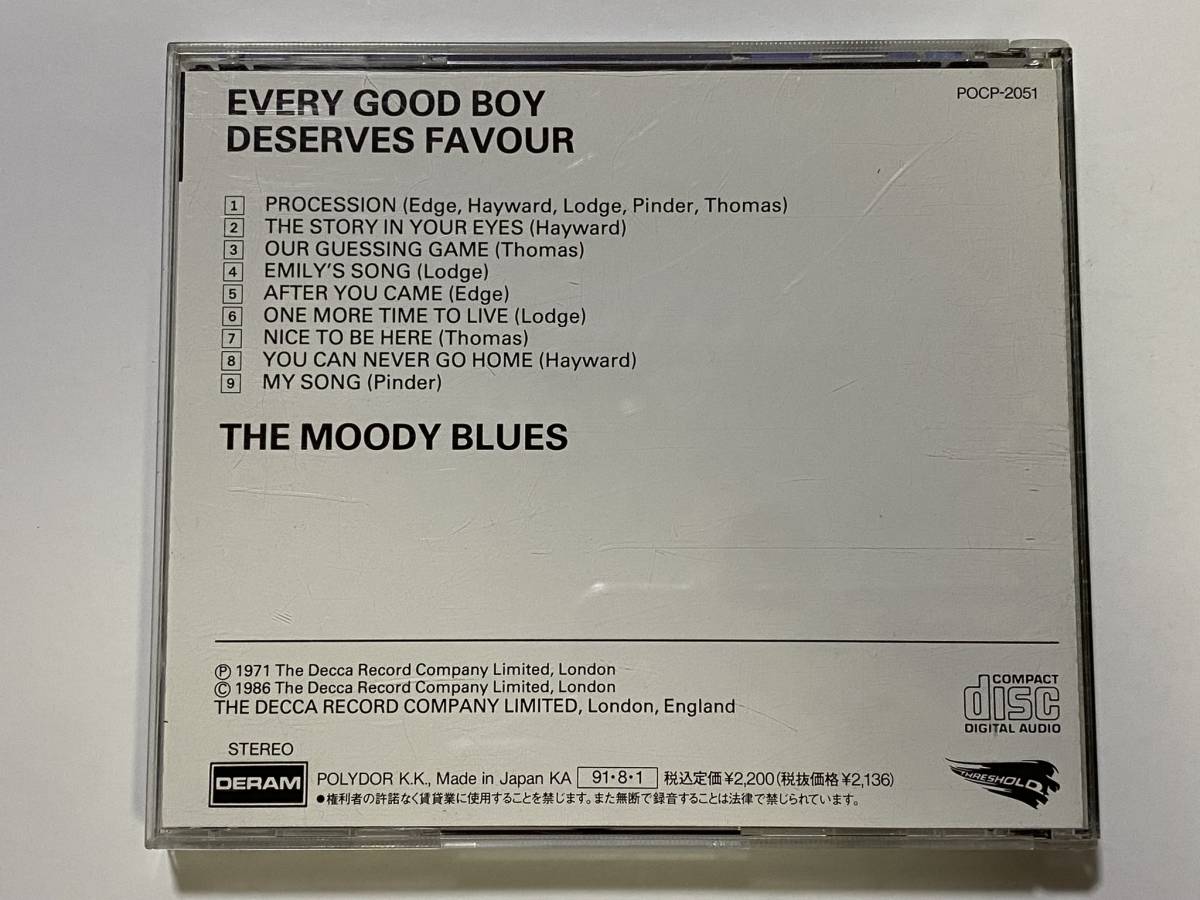 EVERY GOOD BOY
DESERVES FAVOUR
POCP-2051
1 PROCESSION (Edge, Hayward, Lodge, Pinder, Thomas)
2 THE STORY IN YOUR EYES (Hayward)
3 OUR GUESSING GAME (Thomas)
4 EMILY'S SONG (Lodge)
5 AFTER YOU CAME (Edge)
6 ONE MORE TIME TO LIVE (Lodge)
7 NICE TO BE HERE (Thomas)
8 YOU CAN NEVER GO HOME (Hayward)
9 MY SONG (Pinder)
THE MOODY BLUES
Ⓟ 1971 The Decca Record Company Limited, London
© 1986 The Decca Record Company Limited, London
THE DECCA RECORD COMPANY LIMITED, London, England
COMPACT
disc
DIGITAL AUDIO
STEREO
DERAM
POLYDOR K.K., Made in Japan KA 91・8・1 税込定価¥2,200(税抜価格¥2,136)
●権利者の許諾なく賃貸業に使用することを禁じます。また無断で録音することは法律で禁じられています。
THRESHOLD